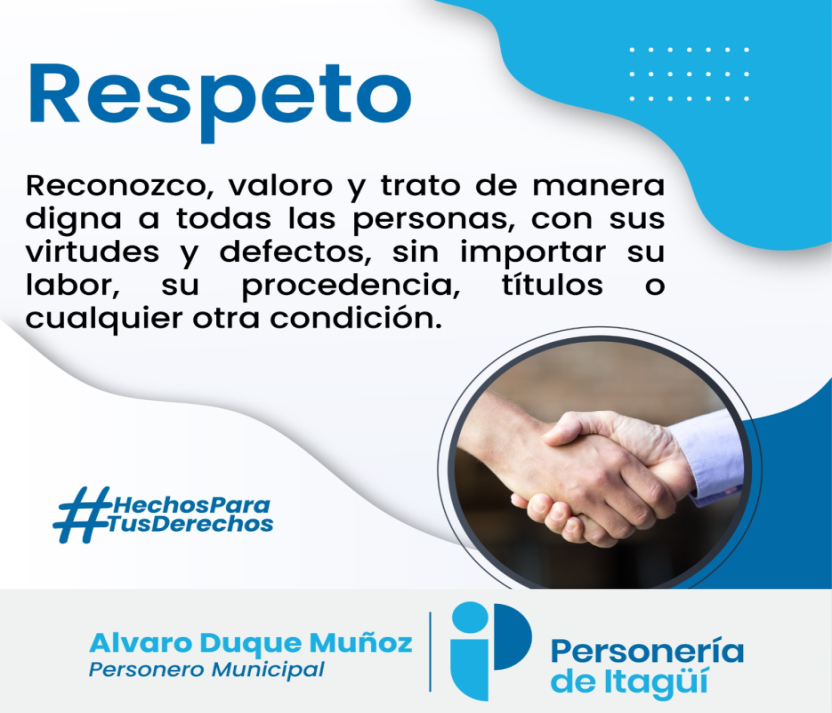 Respeto
Reconozco, valoro y trato de manera
digna a todas las personas, con sus
virtudes y defectos, sin importar su
labor, su procedencia, títulos o
cualquier otra condición.
#HechosPara
TusDerechos
Alvaro Duque Muñoz
Personero Municipal
Personería
de Itagüí